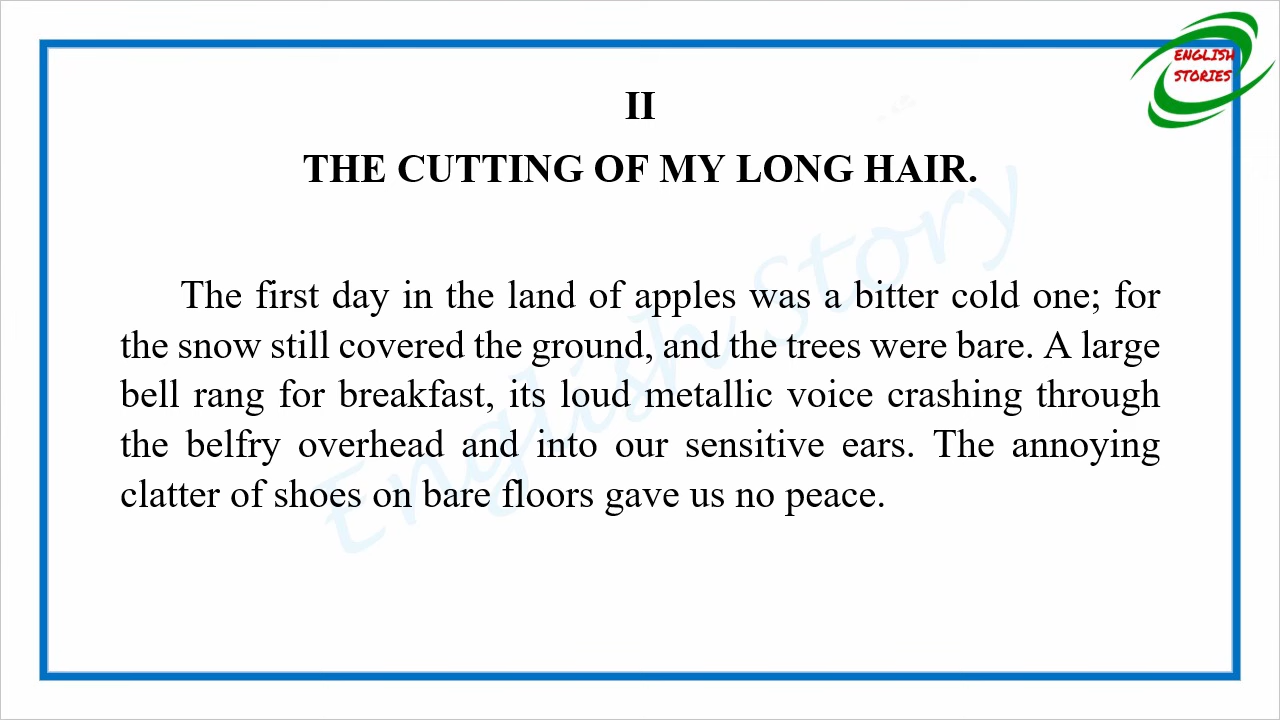 ENGLISH
STORIES
II
THE CUTTING OF MY LONG HAIR.
The first day in the land of apples was a bitter cold one; for
the snow still covered the ground, and the trees were bare. A large
bell rang for breakfast, its loud metallic voice crashing through
the belfry overhead and into our sensitive ears. The annoying
clatter of shoes on bare floors gave us no peace.
English Story